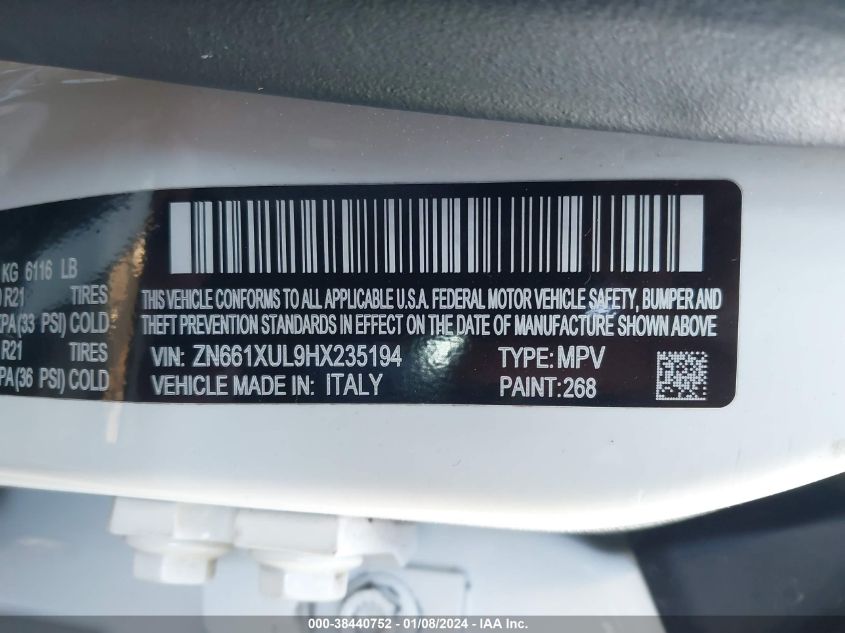 KG 6116 LB
R21 TIRES
PA(33 PSI) COLD
R21 TIRES
PA(36 PSI) COLD
THIS VEHICLE CONFORMS TO ALL APPLICABLE U.S.A. FEDERAL MOTOR VEHICLE SAFETY, BUMPER AND
THEFT PREVENTION STANDARDS IN EFFECT ON THE DATE OF MANUFACTURE SHOWN ABOVE
VIN: ZN661XUL9HX235194 TYPE: MPV
VEHICLE MADE IN: ITALY PAINT:268
000-38440752 - 01/08/2024 - IAA Inc.